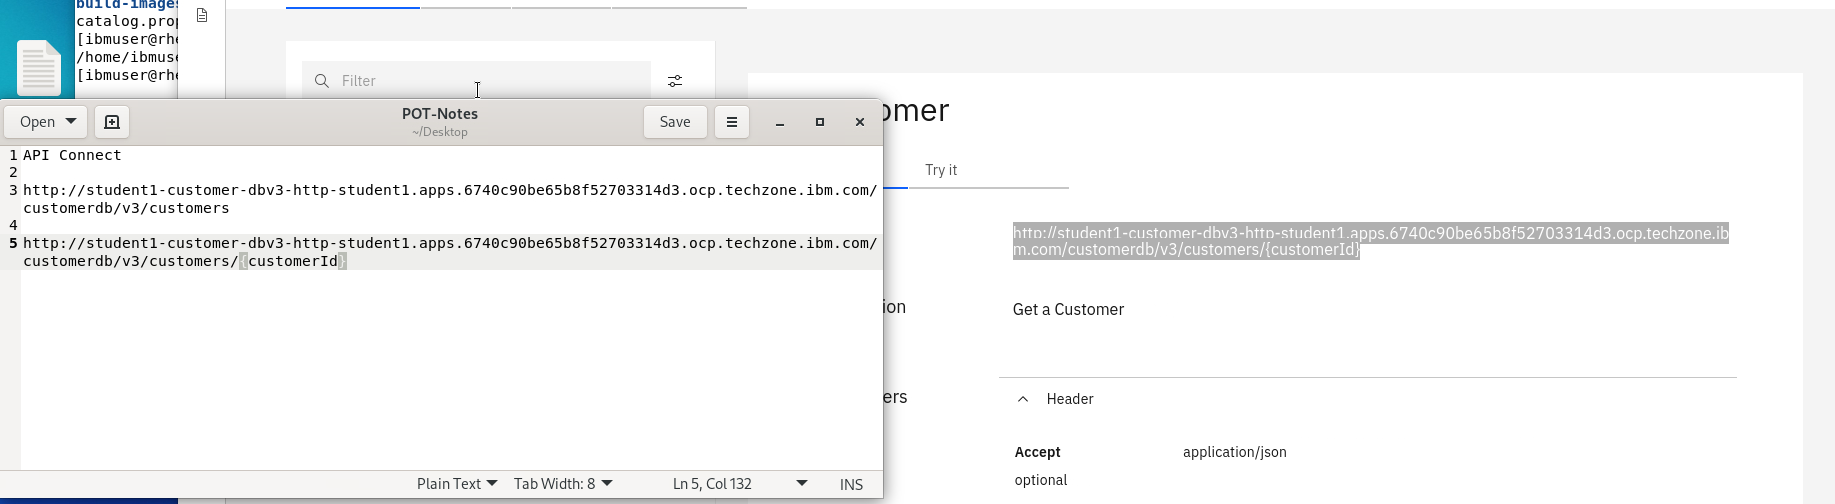 build-images
catalog.prop
[ibmuser@rhe
/home/ibmuse
[ibmuser@rhe
Filter
Open
POT-Notes
~/Desktop
Save
1 API Connect
2
3 http://student1-customer-dbv3-http-student1.apps.6740c90be65b8f52703314d3.ocp.techzone.ibm.com/
customerdb/v3/customers
4
5 http://student1-customer-dbv3-http-student1.apps.6740c90be65b8f52703314d3.ocp.techzone.ibm.com/
customerdb/v3/customers/{customerId}
Plain Text Tab Width: 8 Ln 5, Col 132 INS
omer
Try it
http://student1-customer-dbv3-http-student1.apps.6740c90be65b8f52703314d3.ocp.techzone.ib
m.com/customerdb/v3/customers/{customerId}
ion
Get a Customer
ers
Header
Accept application/json
optional